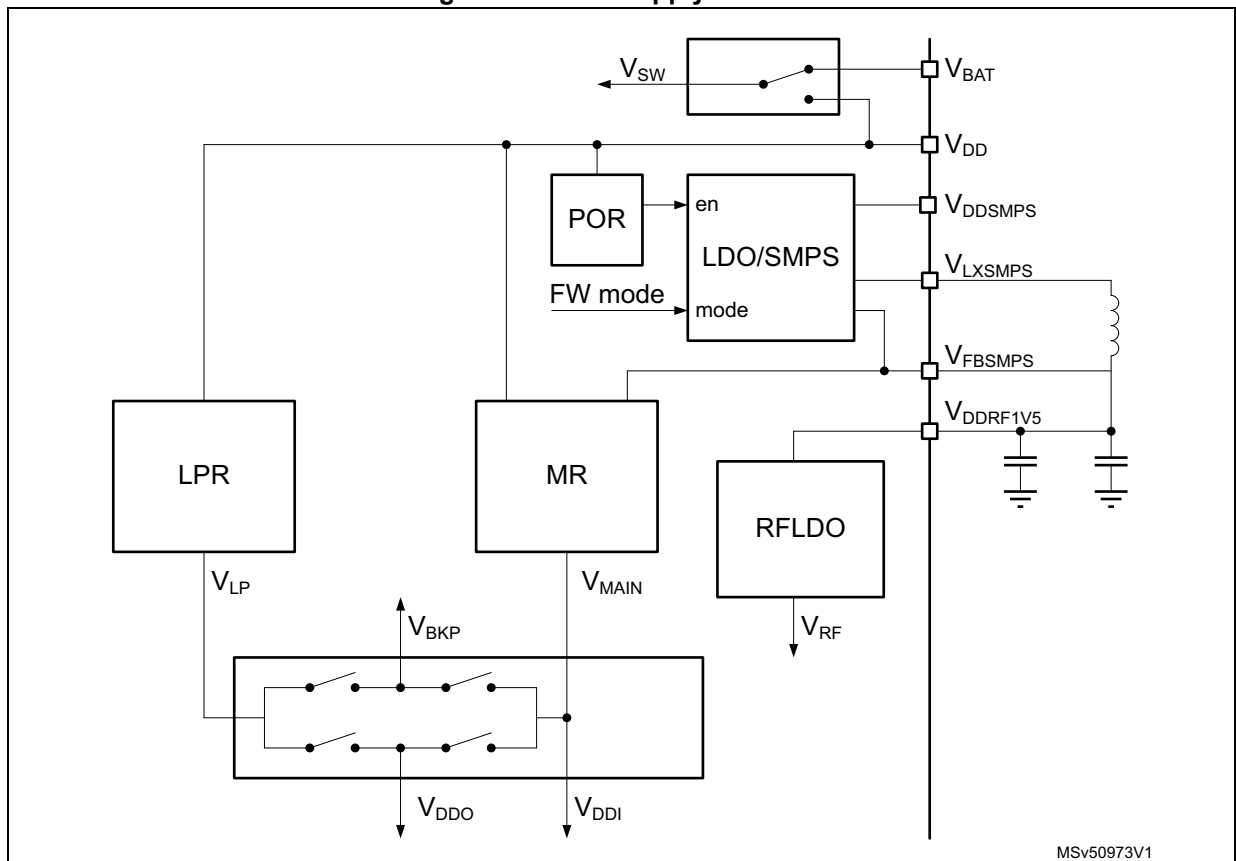 VSW
VBAT
VDD
POR
en
LDO/SMPS
VDDSMPS
VLXSMPS
FW mode
mode
VFBSMPS
VDDRF1V5
LPR
MR
RFLDO
VLP
VMAIN
VBKP
VRF
VDDO
VDDI
MSv50973V1